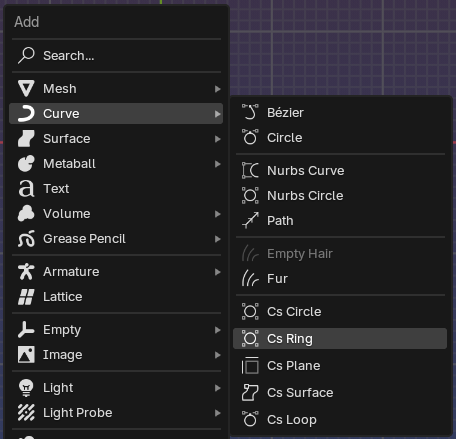 Add
Search...
Mesh
Curve
Surface
Metaball
Text
Volume
Grease Pencil
Armature
Lattice
Empty
Image
Light
Light Probe
Bézier
Circle
Nurbs Curve
Nurbs Circle
Path
Empty Hair
Fur
Cs Circle
Cs Ring
Cs Plane
Cs Surface
Cs Loop